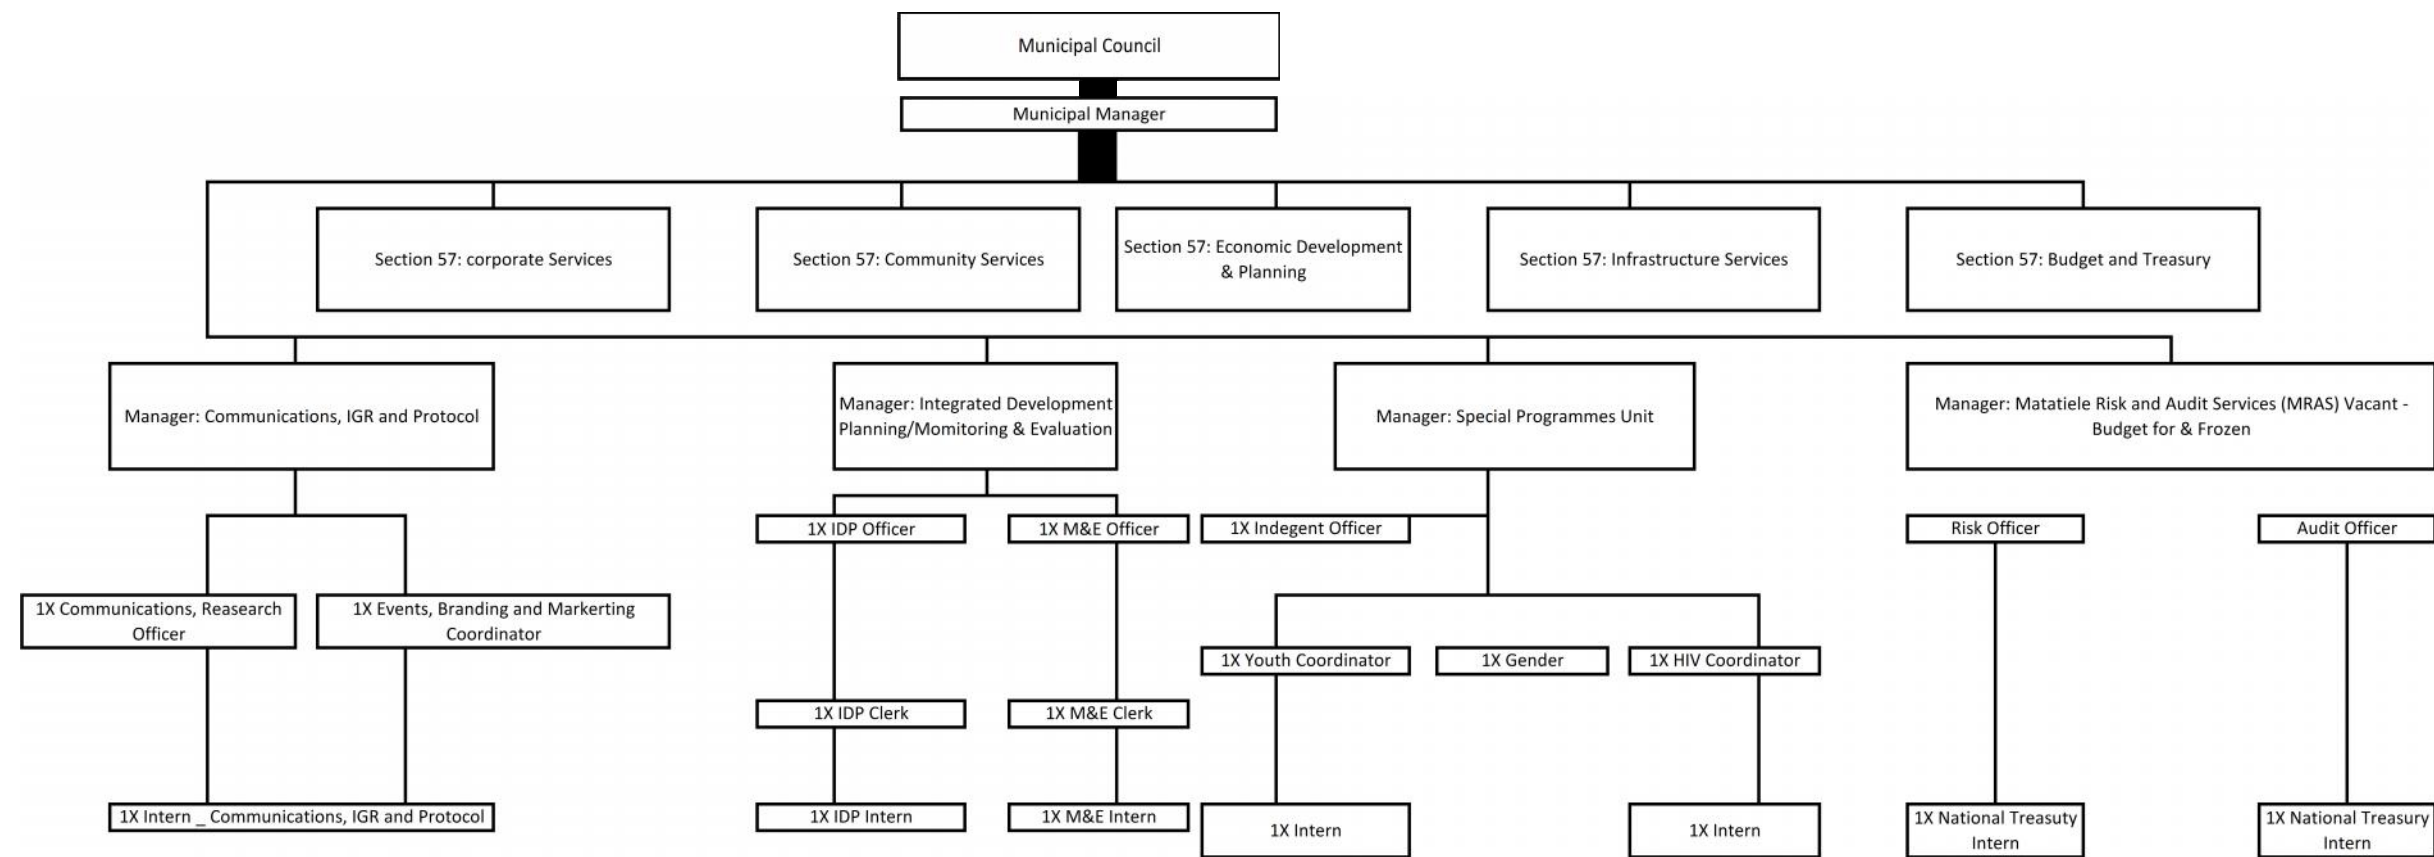 Municipal Council
Municipal Manager
Section 57: corporate Services
Section 57: Community Services
Section 57: Economic Development
& Planning
Section 57: Infrastructure Services
Section 57: Budget and Treasury
Manager: Communications, IGR and Protocol
Manager: Integrated Development
Planning/Momitoring & Evaluation
Manager: Special Programmes Unit
Manager: Matatiele Risk and Audit Services (MRAS) Vacant -
Budget for & Frozen
1X IDP Officer
1X M&E Officer
1X Indegent Officer
Risk Officer
Audit Officer
1X Communications, Reasearch
Officer
1X Events, Branding and Markerting
Coordinator
1X Youth Coordinator
1X Gender
1X HIV Coordinator
1X IDP Clerk
1X M&E Clerk
1X Intern _ Communications, IGR and Protocol
1X IDP Intern
1X M&E Intern
1X Intern
1X Intern
1X National Treasuty
Intern
1X National Treasury
Intern